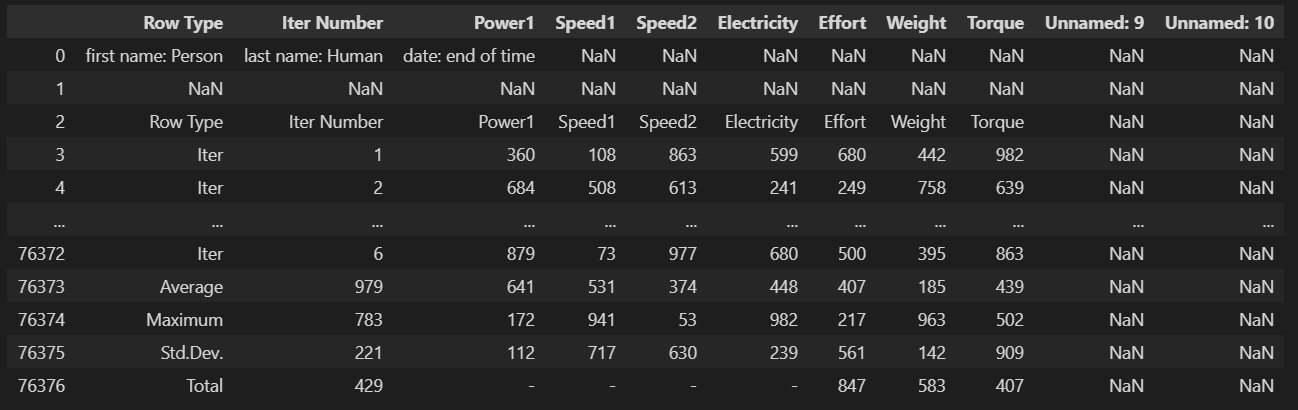 Row Type Iter Number Power1 Speed1 Speed2 Electricity Effort Weight Torque Unnamed: 9 Unnamed: 10
0 first name: Person last name: Human date: end of time NaN NaN NaN NaN NaN NaN NaN NaN
1 NaN NaN NaN NaN NaN NaN NaN NaN NaN NaN NaN
2 Row Type Iter Number Power1 Speed1 Speed2 Electricity Effort Weight Torque NaN NaN
3 Iter 1 360 108 863 599 680 442 982 NaN NaN
4 Iter 2 684 508 613 241 249 758 639 NaN NaN
... ... ... ... ... ... ... ... ... ... ... ...
76372 Iter 6 879 73 977 680 500 395 863 NaN NaN
76373 Average 979 641 531 374 448 407 185 439 NaN NaN
76374 Maximum 783 172 941 53 982 217 963 502 NaN NaN
76375 Std.Dev. 221 112 717 630 239 561 142 909 NaN NaN
76376 Total 429 - - - - 847 583 407 NaN NaN